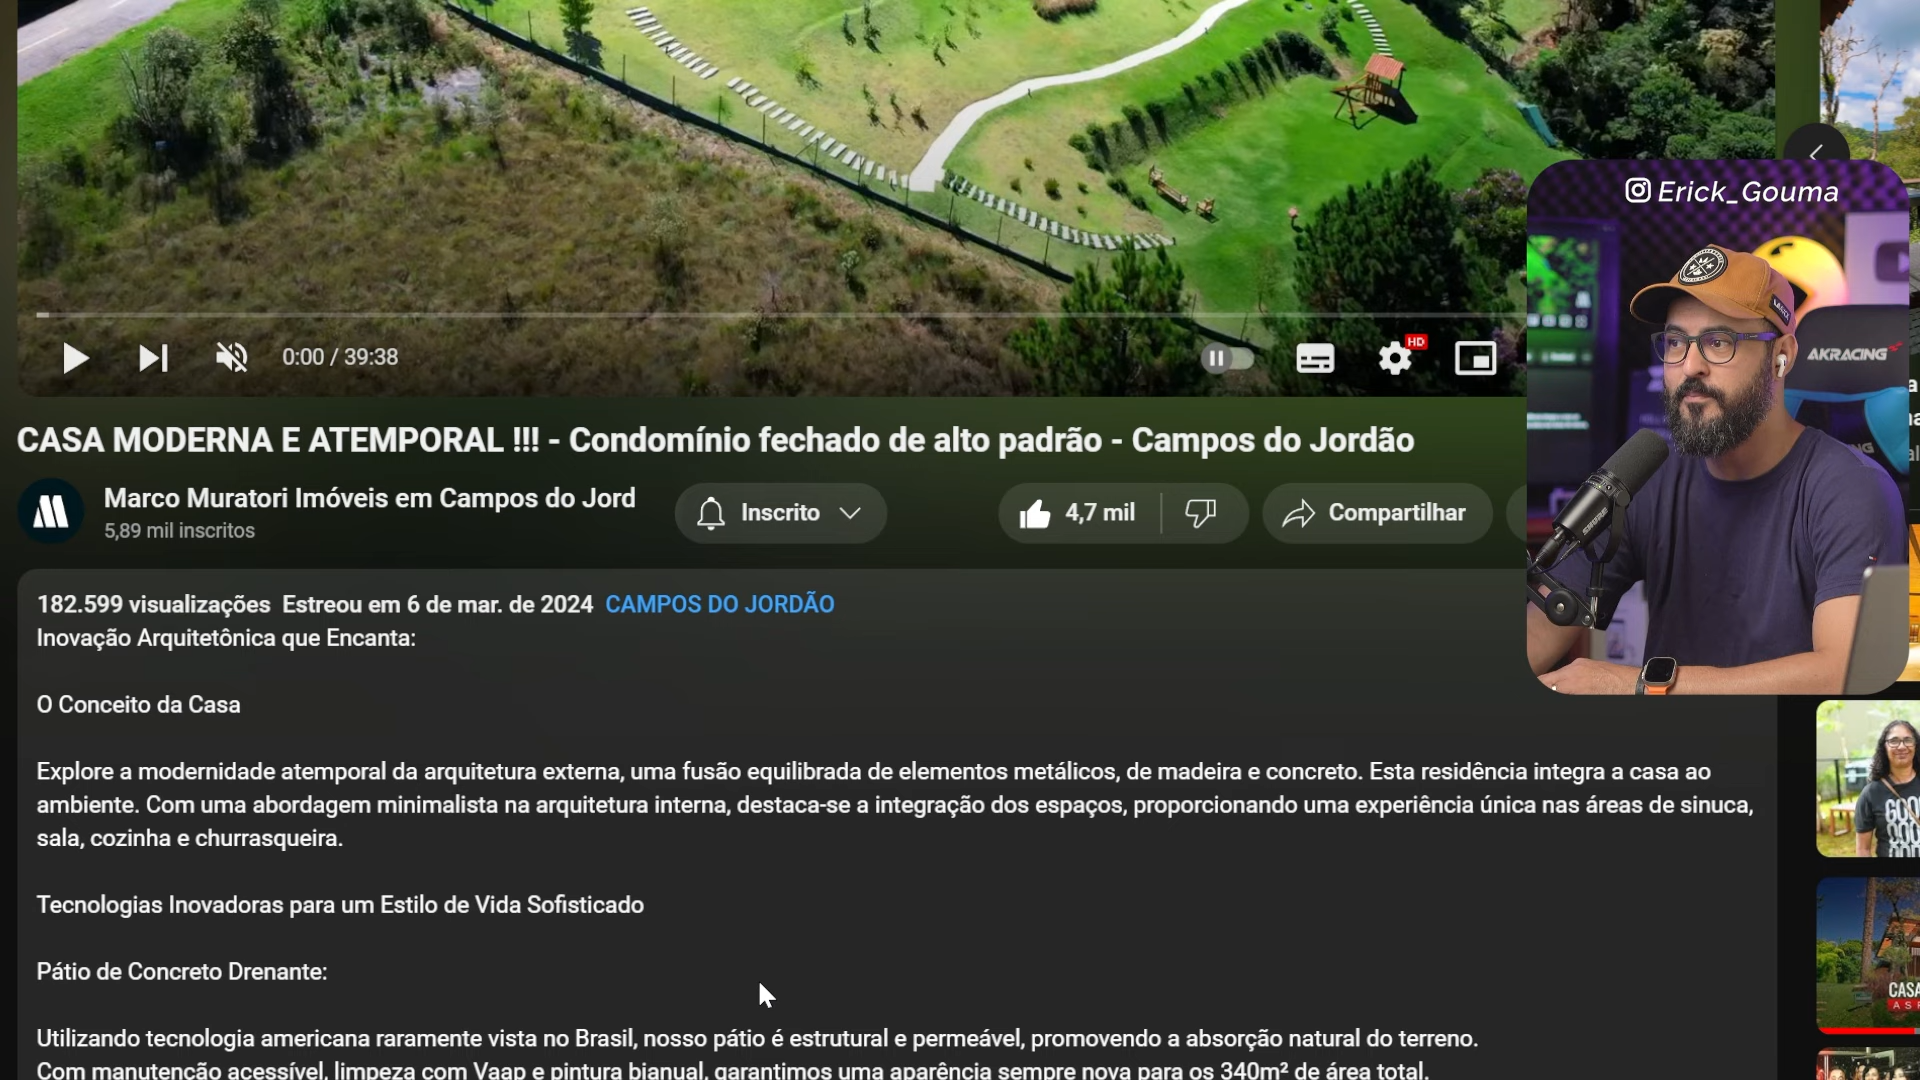 Erick_Gouma
AKRACING
SHURE
HD
0:00 / 39:38
CASA MODERNA E ATEMPORAL !!! - Condomínio fechado de alto padrão - Campos do Jordão
Marco Muratori Imóveis em Campos do Jord
5,89 mil inscritos
Inscrito
4,7 mil
Compartilhar
182.599 visualizações Estreou em 6 de mar. de 2024 CAMPOS DO JORDÃO
Inovação Arquitetônica que Encanta:
O Conceito da Casa
Explore a modernidade atemporal da arquitetura externa, uma fusão equilibrada de elementos metálicos, de madeira e concreto. Esta residência integra a casa ao
ambiente. Com uma abordagem minimalista na arquitetura interna, destaca-se a integração dos espaços, proporcionando uma experiência única nas áreas de sinuca,
sala, cozinha e churrasqueira.
Tecnologias Inovadoras para um Estilo de Vida Sofisticado
Pátio de Concreto Drenante:
CASA
Utilizando tecnologia americana raramente vista no Brasil, nosso pátio é estrutural e permeável, promovendo a absorção natural do terreno.
Com manutenção acessível, limpeza com Vaap e pintura bianual, garantimos uma aparência sempre nova para os 340m² de área total.